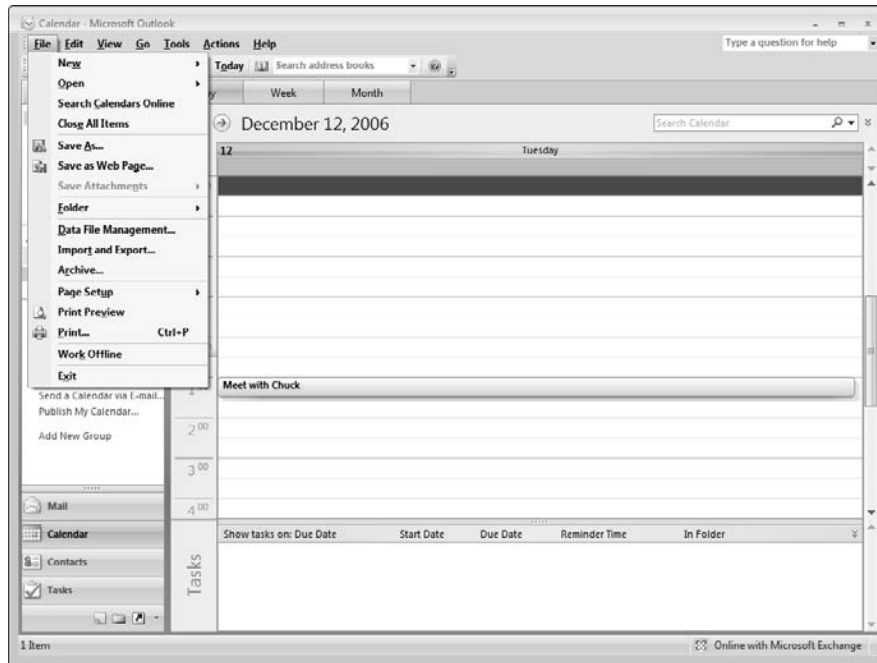 Calendar - Microsoft Outlook
File Edit View Go Tools Actions Help
Type a question for help
Today Search address books
Week Month
New
Open
Search Calendars Online
Close All Items
Save As...
Save as Web Page...
Save Attachments
Folder
Data File Management...
Import and Export...
Archive...
Page Setup
Print Preview
Print... Ctrl+P
Work Offline
Exit
December 12, 2006
Search Calendar
12 Tuesday
Meet with Chuck
Send a Calendar via E-mail...
Publish My Calendar...
Add New Group
2 00
3 00
4 00
Mail
Calendar
Contacts
Tasks
Tasks
Show tasks on: Due Date Start Date Due Date Reminder Time In Folder
1 Item
Online with Microsoft Exchange